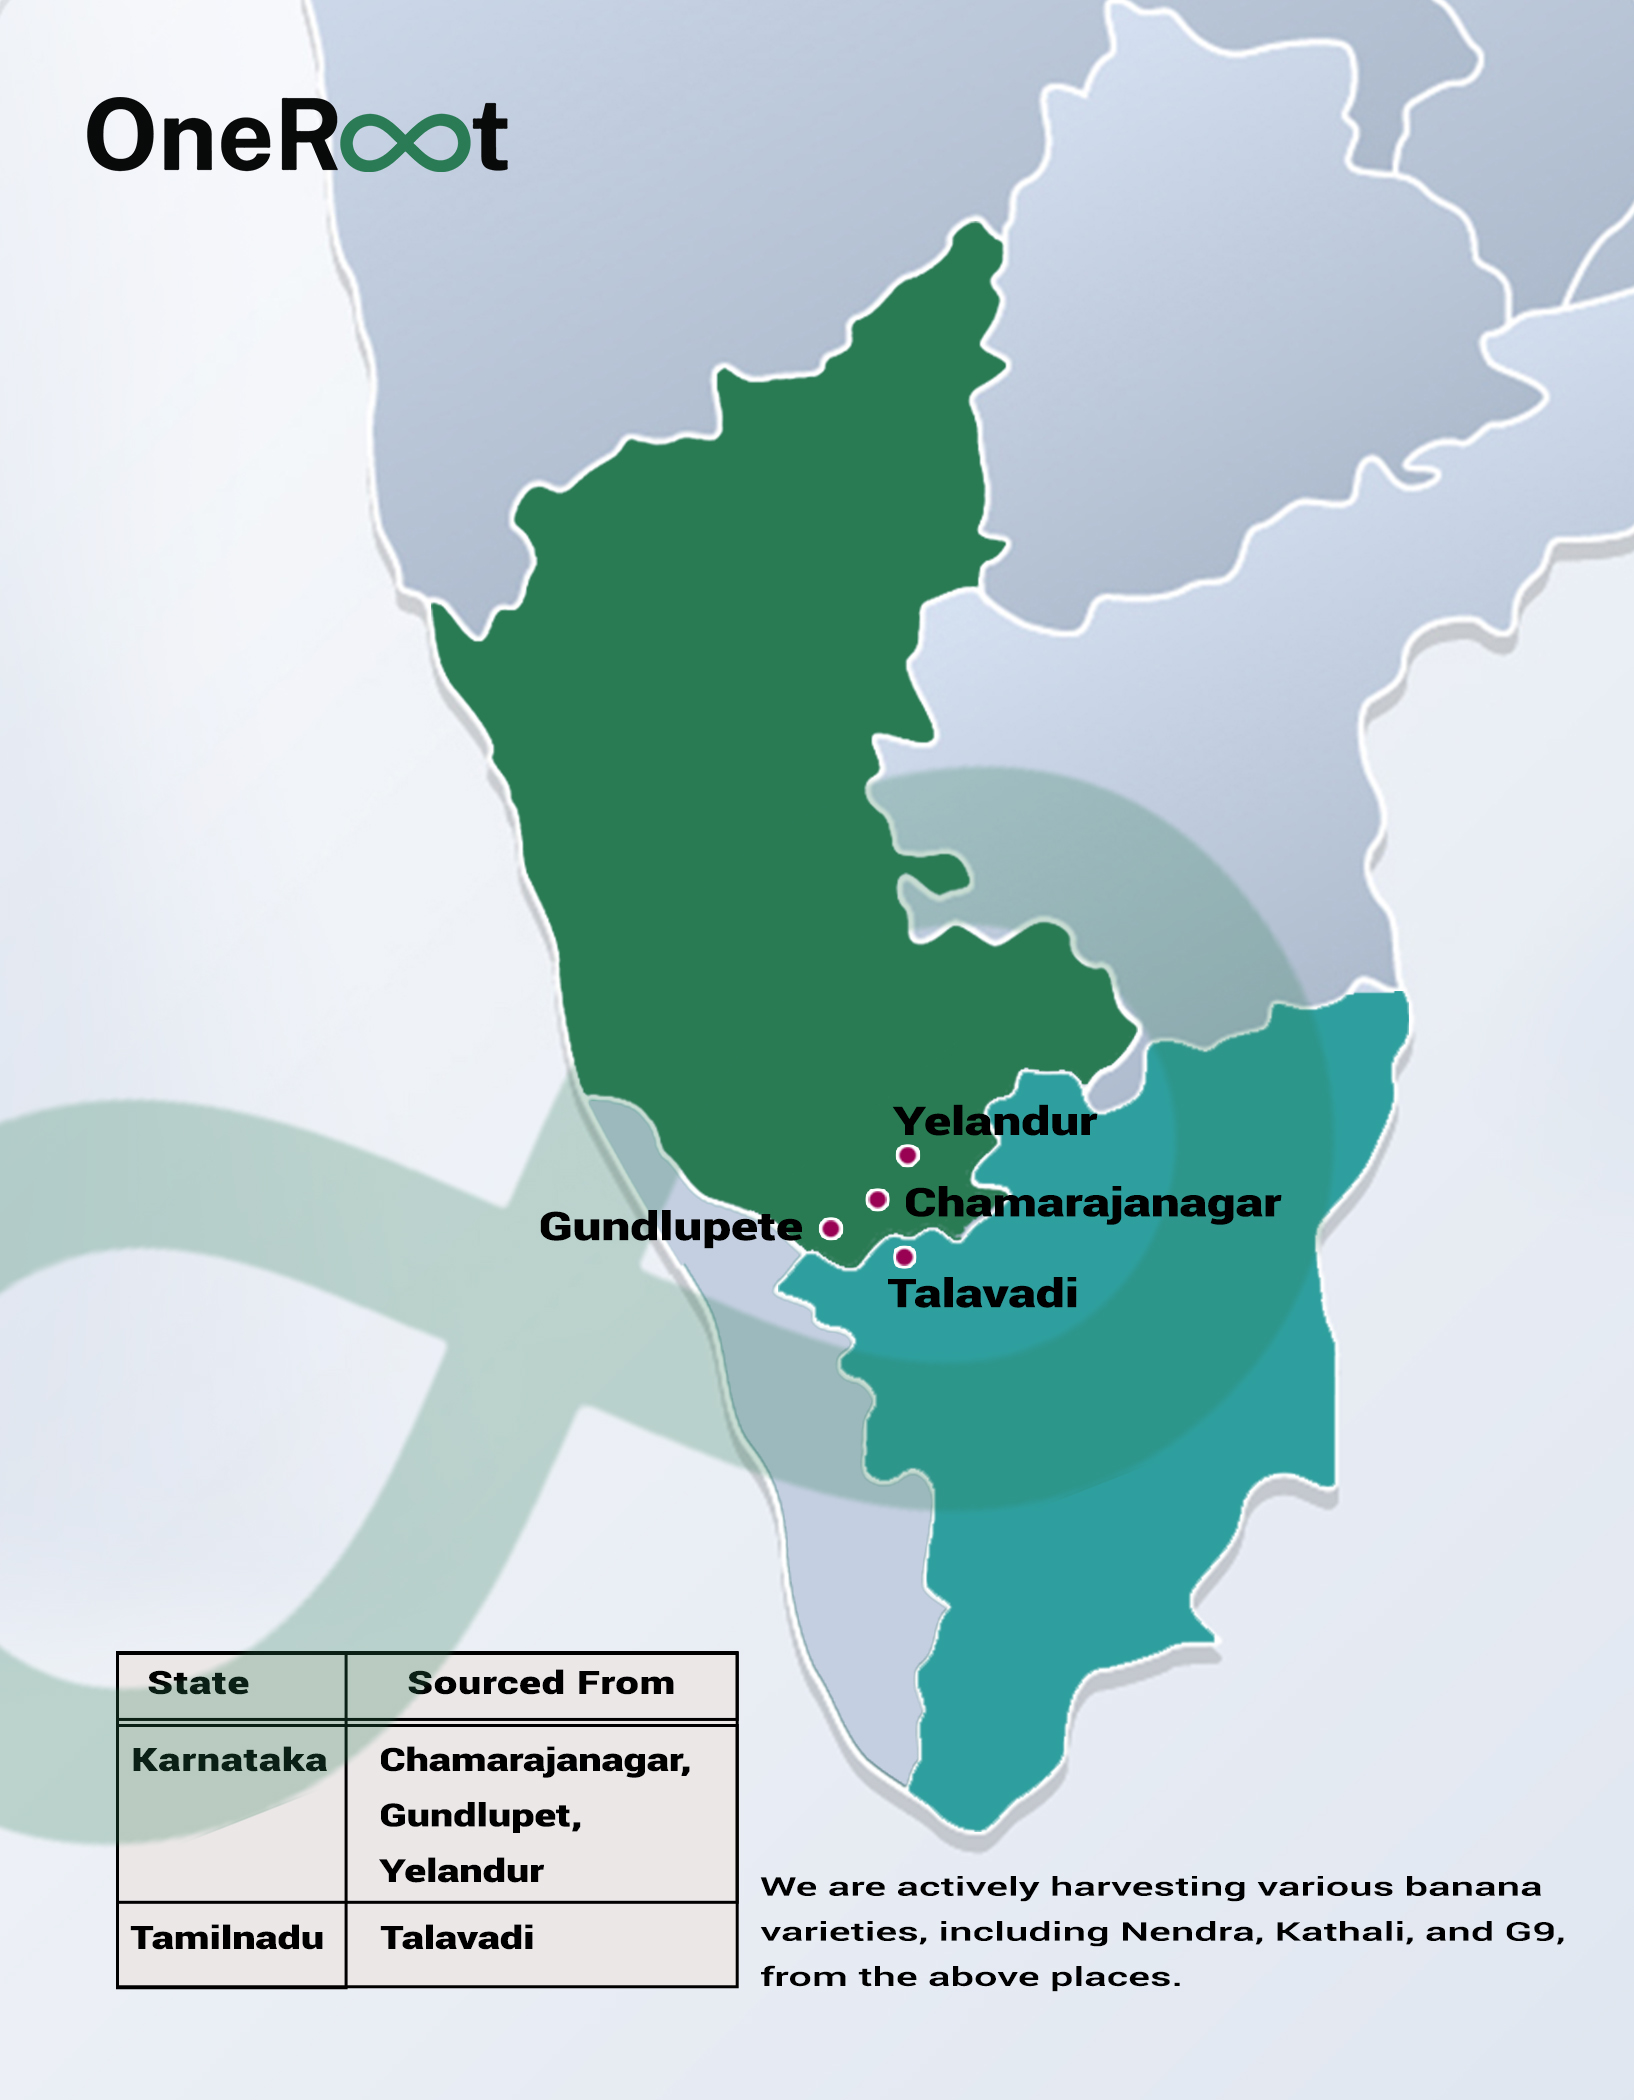 OneRoot
Yelandur
Chamarajanagar
Gundlupete
Talavadi
State Sourced From
Karnataka Chamarajanagar,
Gundlupet,
Yelandur
Tamilnadu Talavadi
We are actively harvesting various banana
varieties, including Nendra, Kathali, and G9,
from the above places.